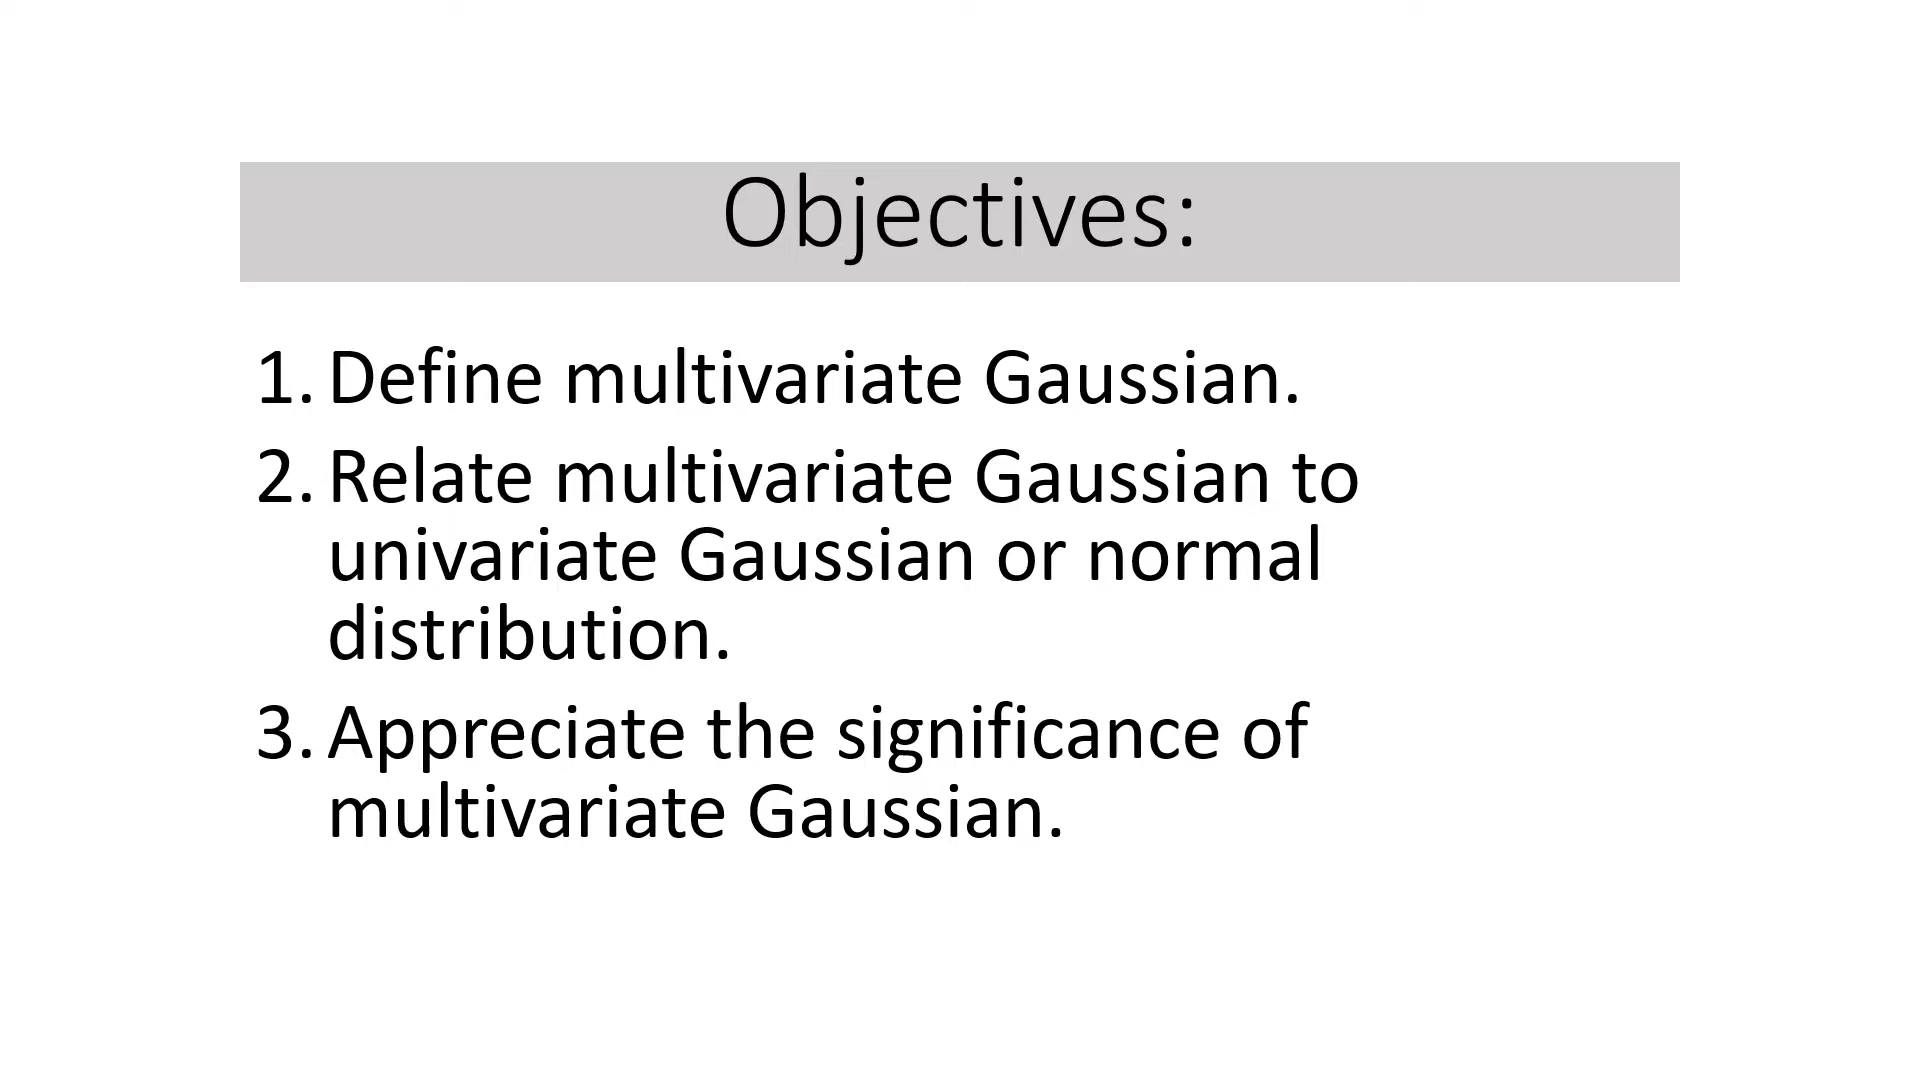 Objectives:
1. Define multivariate Gaussian.
2. Relate multivariate Gaussian to
univariate Gaussian or normal
distribution.
3. Appreciate the significance of
multivariate Gaussian.